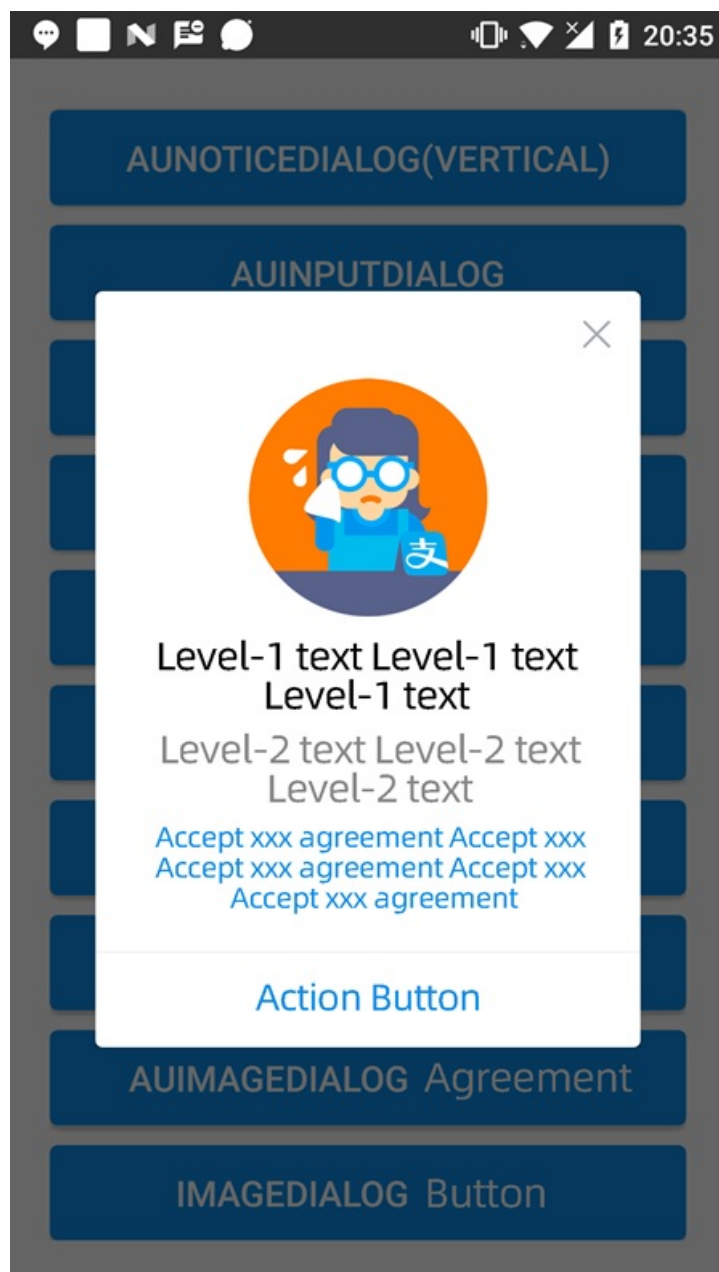 20:35
AUNOTICEDIALOG(VERTICAL)
AUINPUTDIALOG
支
Level-1 text Level-1 text
Level-1 text
Level-2 text Level-2 text
Level-2 text
Accept xxx agreement Accept xxx
Accept xxx agreement Accept xxx
Accept xxx agreement
Action Button
AUIMAGEDIALOG Agreement
IMAGEDIALOG Button